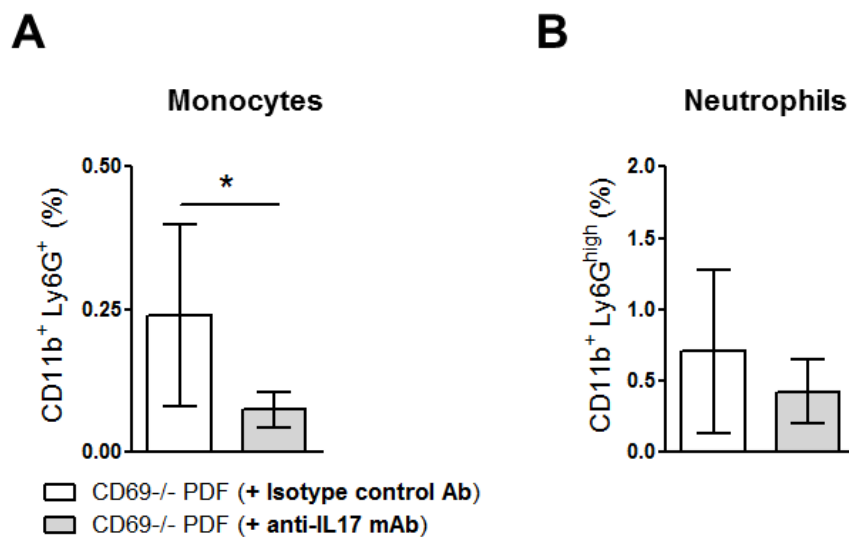 A
Monocytes
CD11b⁺ Ly6G⁺ (%)
0.50
0.25
0.00
*
B
Neutrophils
CD11b⁺ Ly6Gʰⁱᵍʰ (%)
2.0
1.5
1.0
0.5
0.0
CD69-/- PDF (+ Isotype control Ab)
CD69-/- PDF (+ anti-IL17 mAb)